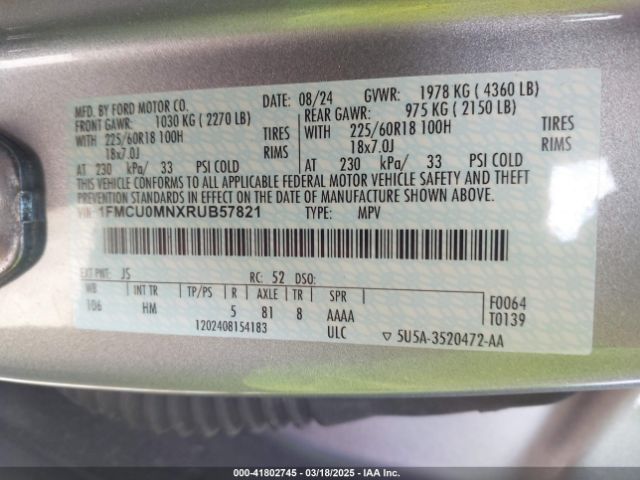 MFD. BY FORD MOTOR CO.
DATE: 08/24 GVWR: 1978 KG ( 4360 LB)
FRONT GAWR: 1030 KG ( 2270 LB) REAR GAWR: 975 KG ( 2150 LB)
WITH 225/60R18 100H TIRES WITH 225/60R18 100H TIRES
18x7.0J RIMS 18x7.0J RIMS
AT 230 kPa/ 33 PSI COLD AT 230 kPa/ 33 PSI COLD
THIS VEHICLE CONFORMS TO ALL APPLICABLE FEDERAL MOTOR VEHICLE SAFETY AND THEFT
PREVENTION STANDARDS IN EFFECT ON THE DATE OF MANUFACTURE SHOWN ABOVE.
VIN: 1FMCU0MNXRUB57821 TYPE: MPV
EXT PNT: JS RC: 52 DSO:
WB INT TR TP/PS R AXLE TR SPR F0064
106 HM 5 81 8 AAAA T0139
1202408154183 ULC ▽ 5U5A-3520472-AA
000-41802745 — 03/18/2025 — IAA Inc.